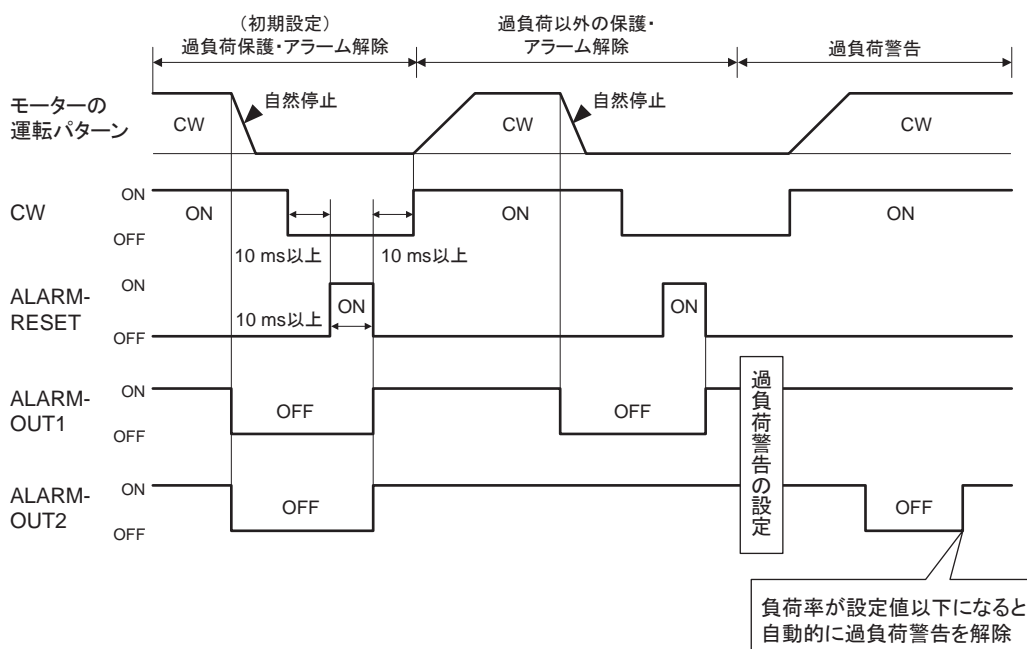 (初期設定)
過負荷保護・アラーム解除
過負荷以外の保護・
アラーム解除
過負荷警告
モーターの
運転パターン
CW
自然停止
CW
自然停止
CW
CW
ON
OFF
ON
ON
ON
10 ms以上
10 ms以上
ALARM-
RESET
ON
OFF
10 ms以上
ON
ON
ALARM-
OUT1
ON
OFF
OFF
OFF
過負荷警告の設定
ALARM-
OUT2
ON
OFF
OFF
OFF
負荷率が設定値以下になると
自動的に過負荷警告を解除